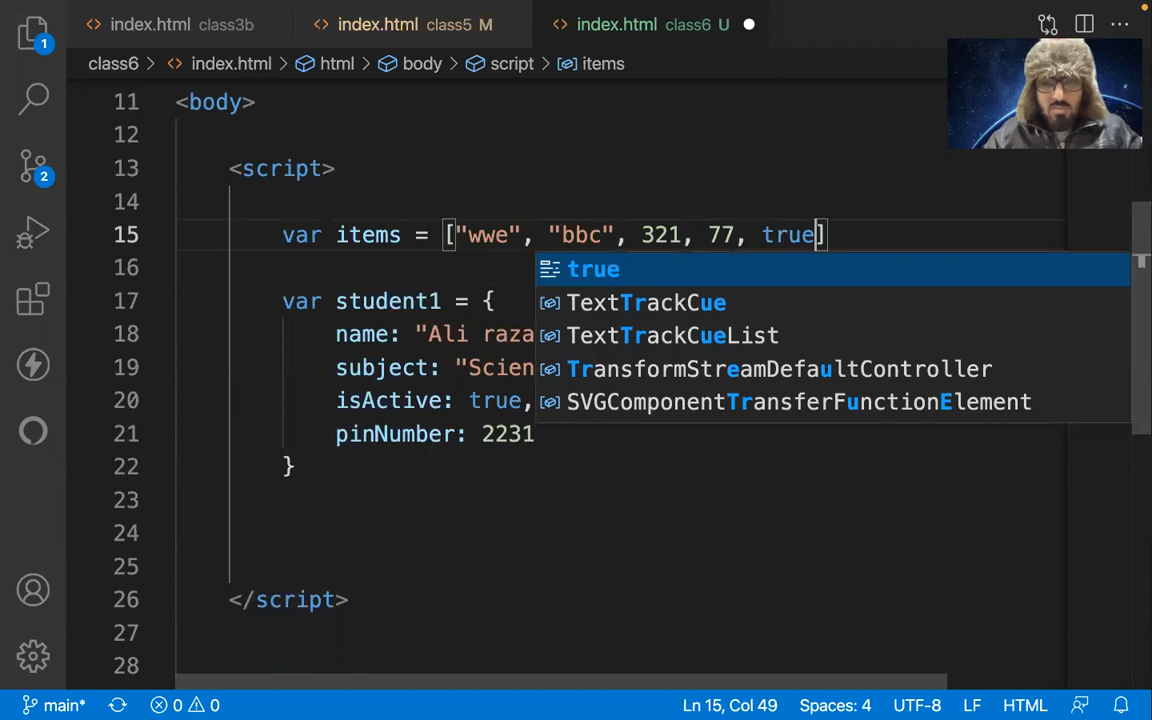 index.html class3b index.html class5 M index.html class6 U
class6 > index.html > html > body > script > items
1
2
11 <body>
12
13 <script>
14
15 var items = ["wwe", "bbc", 321, 77, true]
16 true
17 var student1 = { TextTrackCue
18 name: "Ali raza TextTrackCueList
19 subject: "Scien TransformStreamDefaultController
20 isActive: true, SVGComponentTransferFunctionElement
21 pinNumber: 2231
22 }
23
24
25
26 </script>
27
28
main* 0 0 Ln 15, Col 49 Spaces: 4 UTF-8 LF HTML